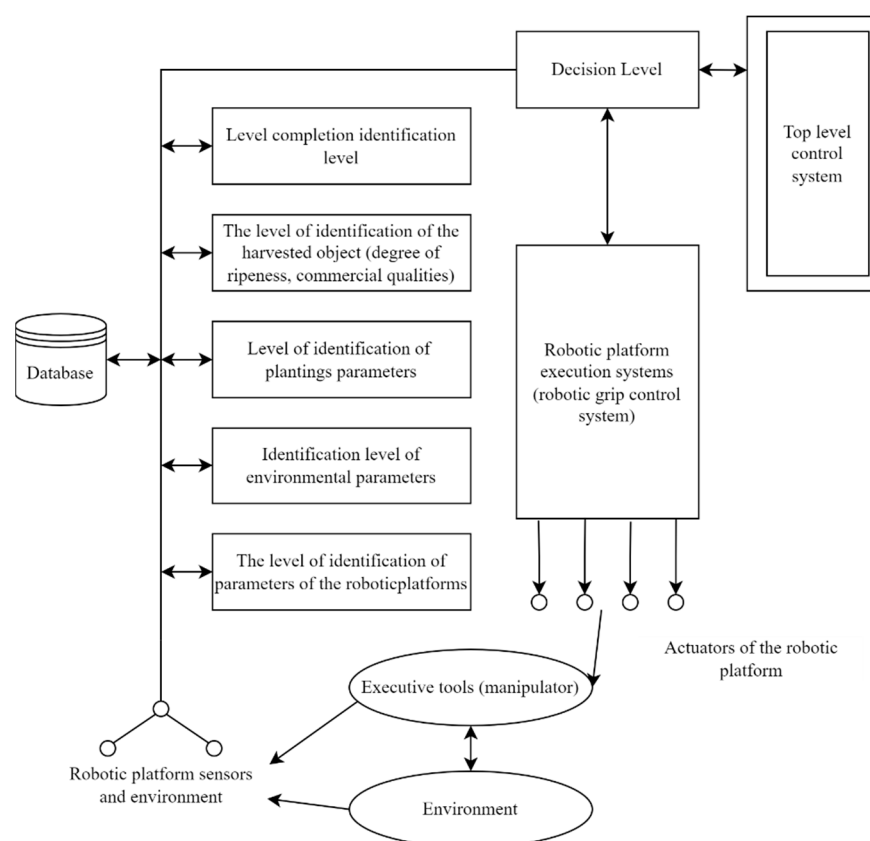 Decision Level
Top level
control
system
Level completion identification
level
The level of identification of the
harvested object (degree of
ripeness, commercial qualities)
Database
Level of identification of
plantings parameters
Robotic platform
execution systems
(robotic grip control
system)
Identification level of
environmental parameters
The level of identification of
parameters of the roboticplatforms
Actuators of the robotic
platform
Executive tools (manipulator)
Robotic platform sensors
and environment
Environment